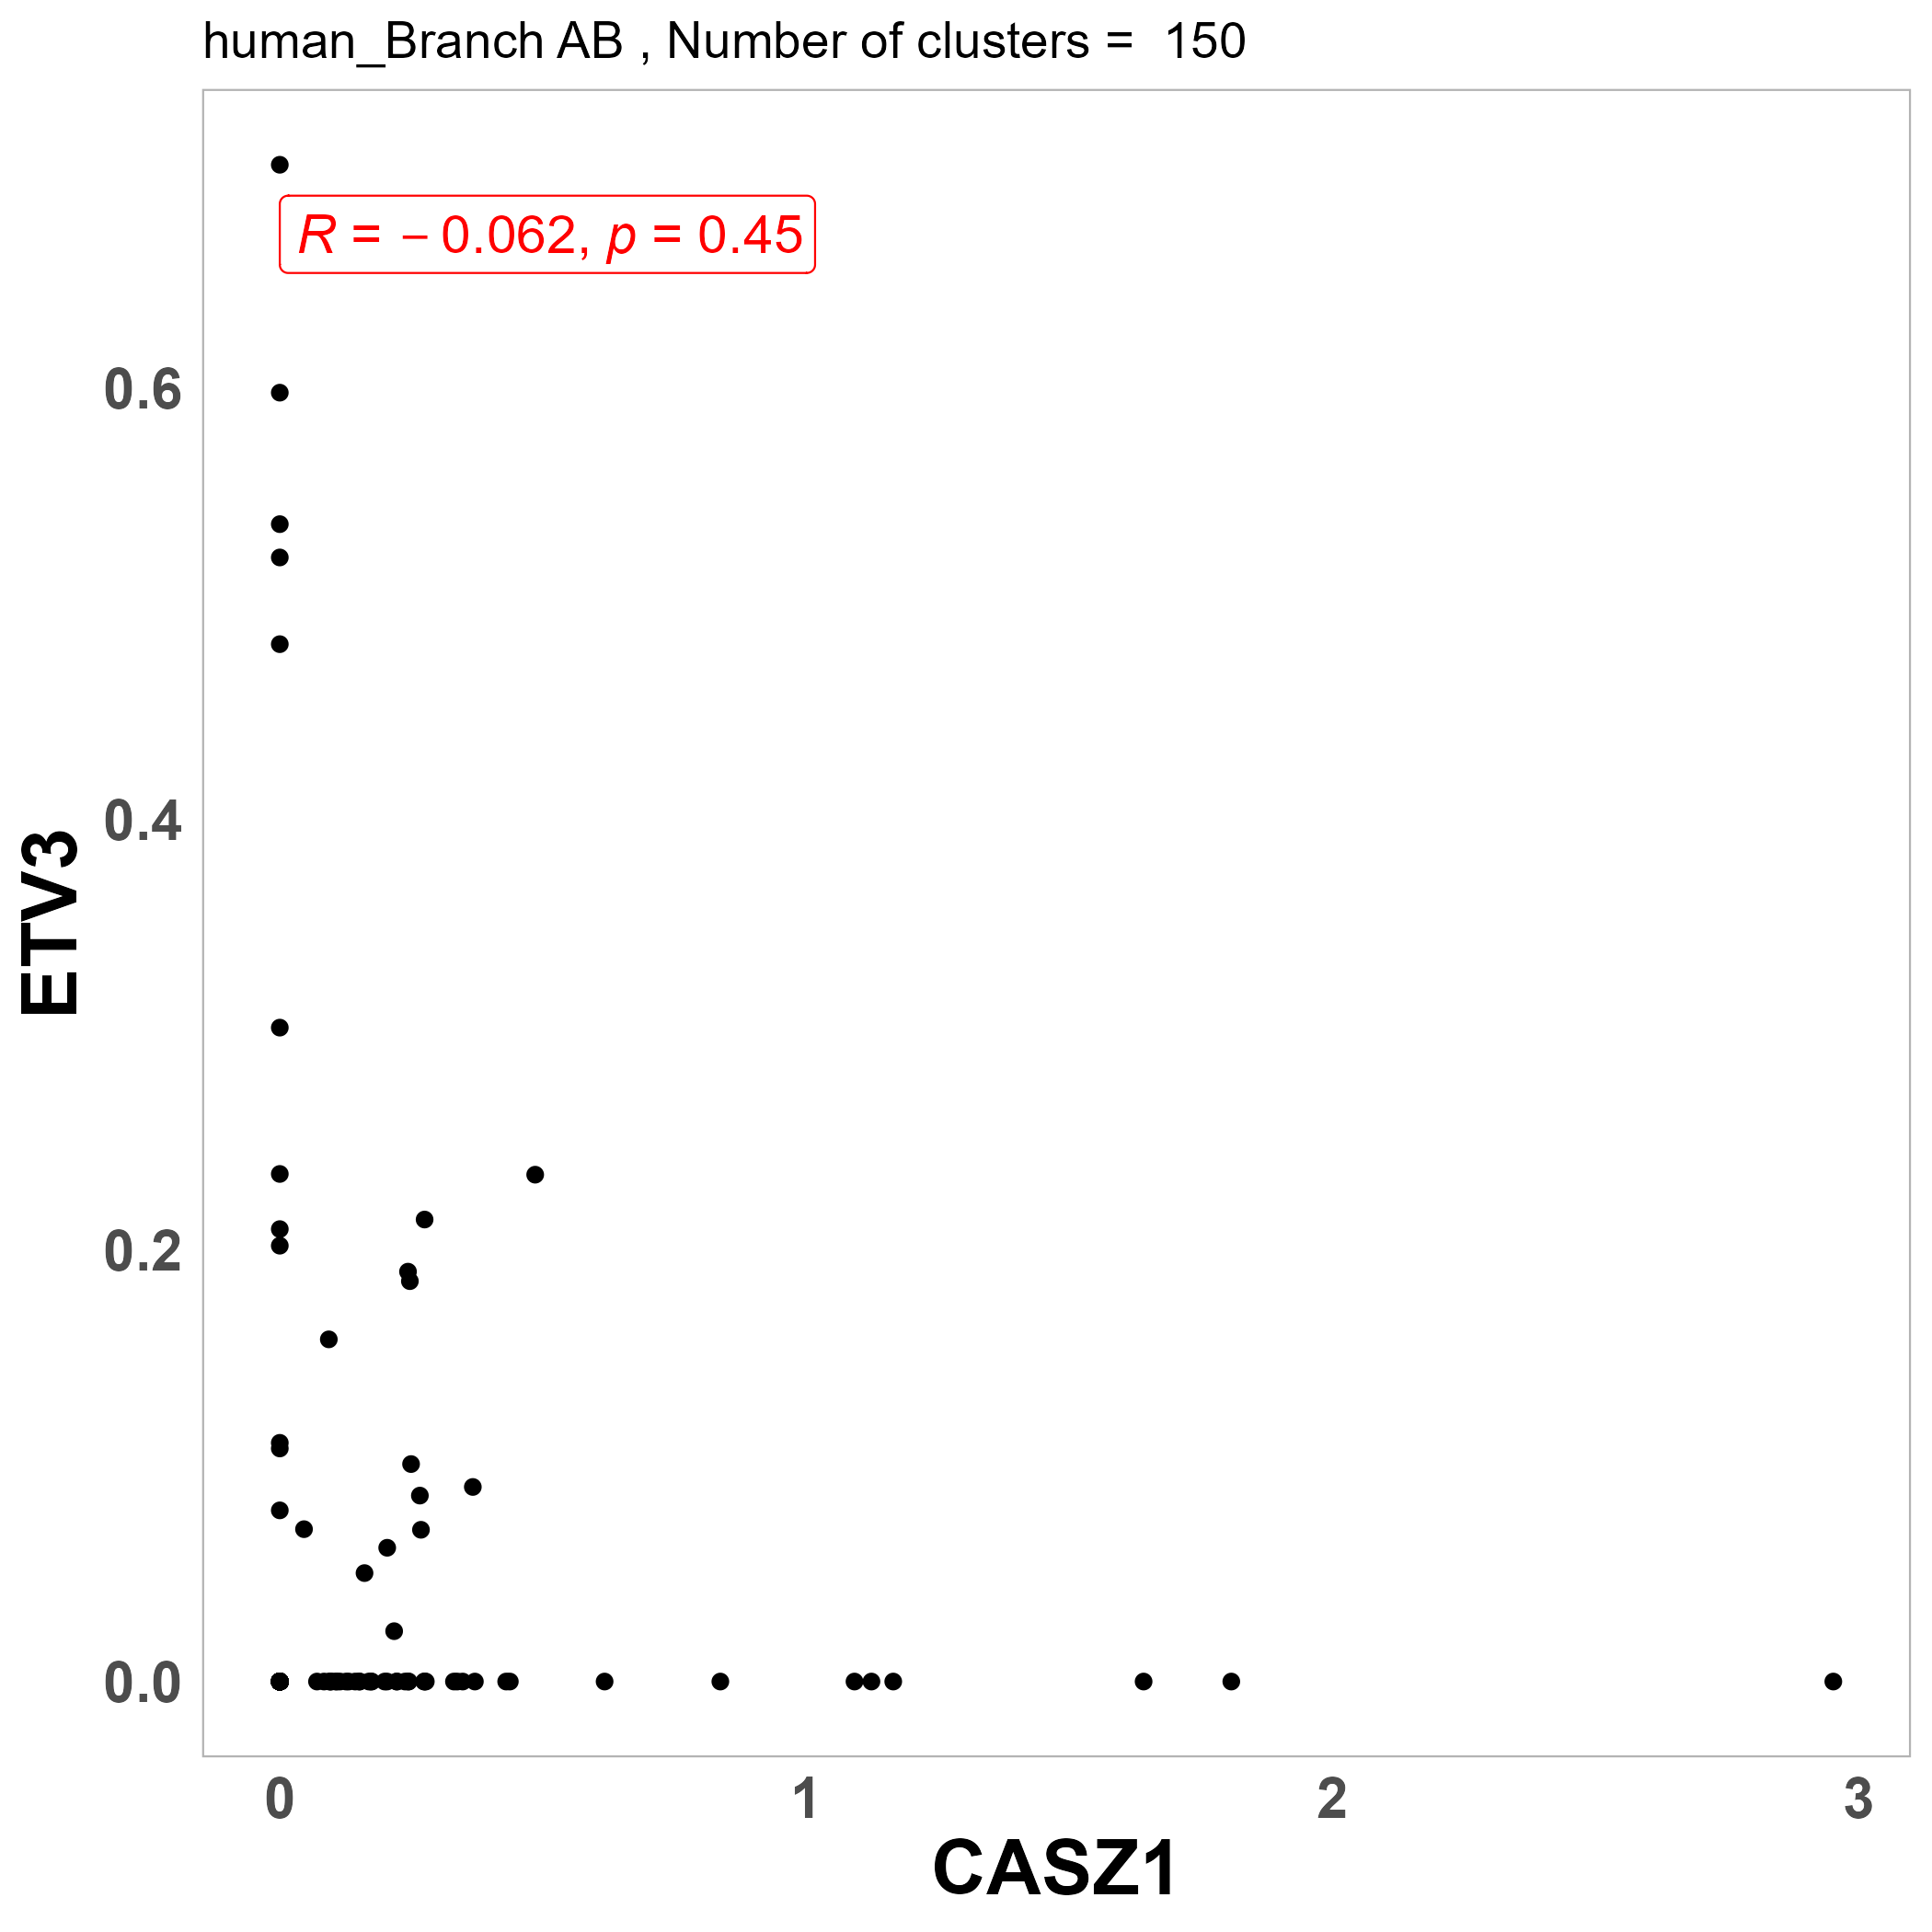 human_Branch AB , Number of clusters =  150
R = − 0.062, p = 0.45
0.6
0.4
0.2
0.0
ETV3
0 1 2 3
CASZ1